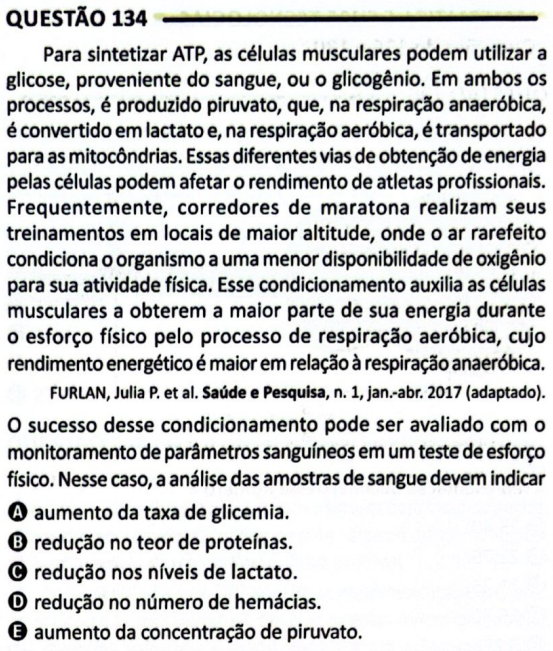 QUESTÃO 134
Para sintetizar ATP, as células musculares podem utilizar a
glicose, proveniente do sangue, ou o glicogênio. Em ambos os
processos, é produzido piruvato, que, na respiração anaeróbica,
é convertido em lactato e, na respiração aeróbica, é transportado
para as mitocôndrias. Essas diferentes vias de obtenção de energia
pelas células podem afetar o rendimento de atletas profissionais.
Frequentemente, corredores de maratona realizam seus
treinamentos em locais de maior altitude, onde o ar rarefeito
condiciona o organismo a uma menor disponibilidade de oxigênio
para sua atividade física. Esse condicionamento auxilia as células
musculares a obterem a maior parte de sua energia durante
o esforço físico pelo processo de respiração aeróbica, cujo
rendimento energético é maior em relação à respiração anaeróbica.
FURLAN, Julia P. et al. Saúde e Pesquisa, n. 1, jan.-abr. 2017 (adaptado).
O sucesso desse condicionamento pode ser avaliado com o
monitoramento de parâmetros sanguíneos em um teste de esforço
físico. Nesse caso, a análise das amostras de sangue devem indicar
A aumento da taxa de glicemia.
B redução no teor de proteínas.
C redução nos níveis de lactato.
D redução no número de hemácias.
E aumento da concentração de piruvato.